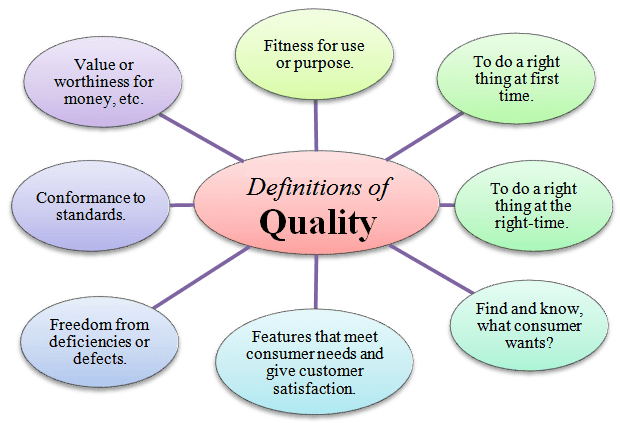 Definitions of
Quality
Fitness for use
or purpose.
To do a right
thing at first
time.
To do a right
thing at the
right-time.
Find and know,
what consumer
wants?
Features that meet
consumer needs and
give customer
satisfaction.
Freedom from
deficiencies or
defects.
Conformance to
standards.
Value or
worthiness for
money, etc.